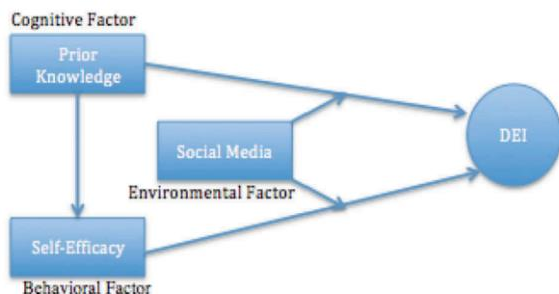 Cognitive Factor
Prior
Knowledge
Social Media
DEI
Environmental Factor
Self-Efficacy
Behavioral Factor